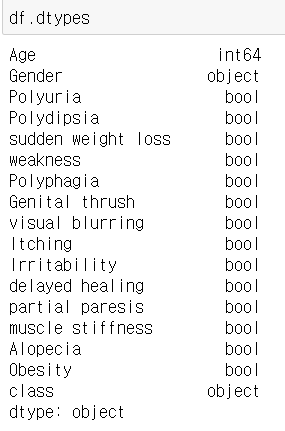 df.dtypes
Age int64
Gender object
Polyuria bool
Polydipsia bool
sudden weight loss bool
weakness bool
Polyphagia bool
Genital thrush bool
visual blurring bool
Itching bool
Irritability bool
delayed healing bool
partial paresis bool
muscle stiffness bool
Alopecia bool
Obesity bool
class object
dtype: object